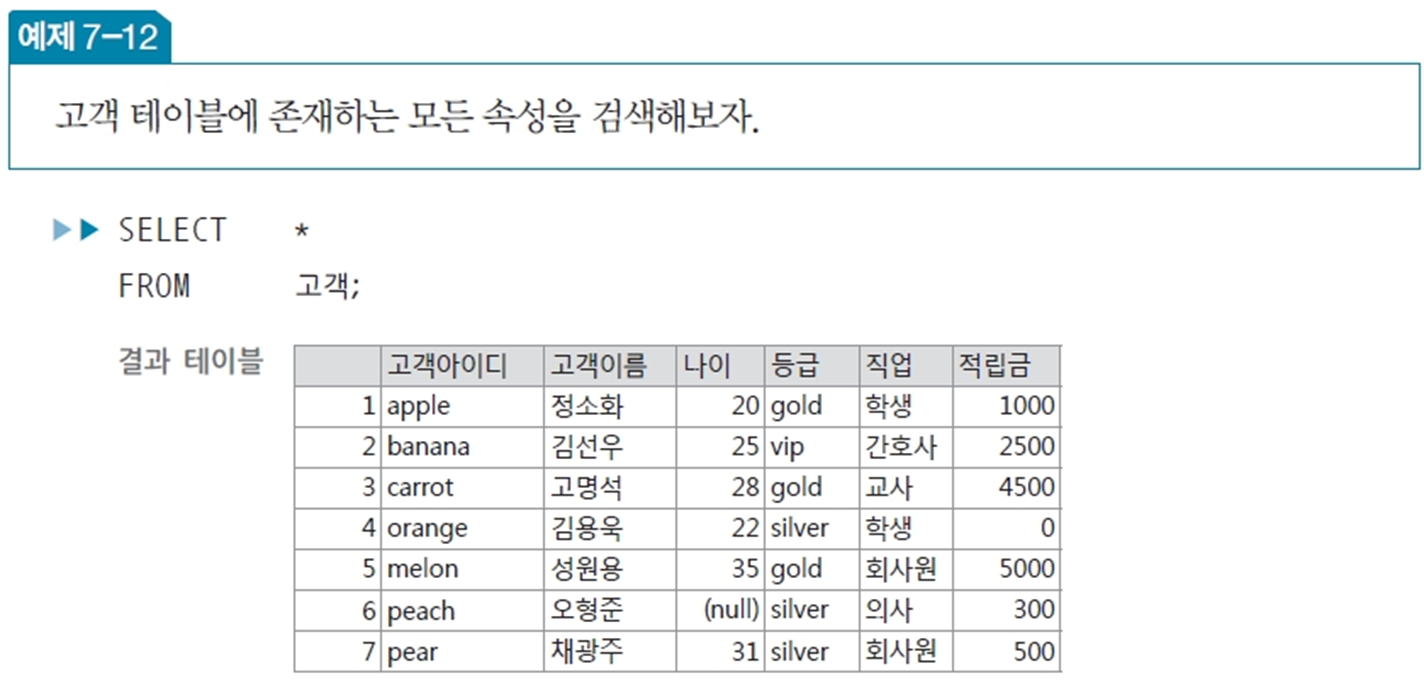 예제 7-12
고객 테이블에 존재하는 모든 속성을 검색해보자.
▶▶ SELECT *
FROM 고객;
결과 테이블
고객아이디 고객이름 나이 등급 직업 적립금
1 apple 정소화 20 gold 학생 1000
2 banana 김선우 25 vip 간호사 2500
3 carrot 고명석 28 gold 교사 4500
4 orange 김용욱 22 silver 학생 0
5 melon 성원용 35 gold 회사원 5000
6 peach 오형준 (null) silver 의사 300
7 pear 채광주 31 silver 회사원 500